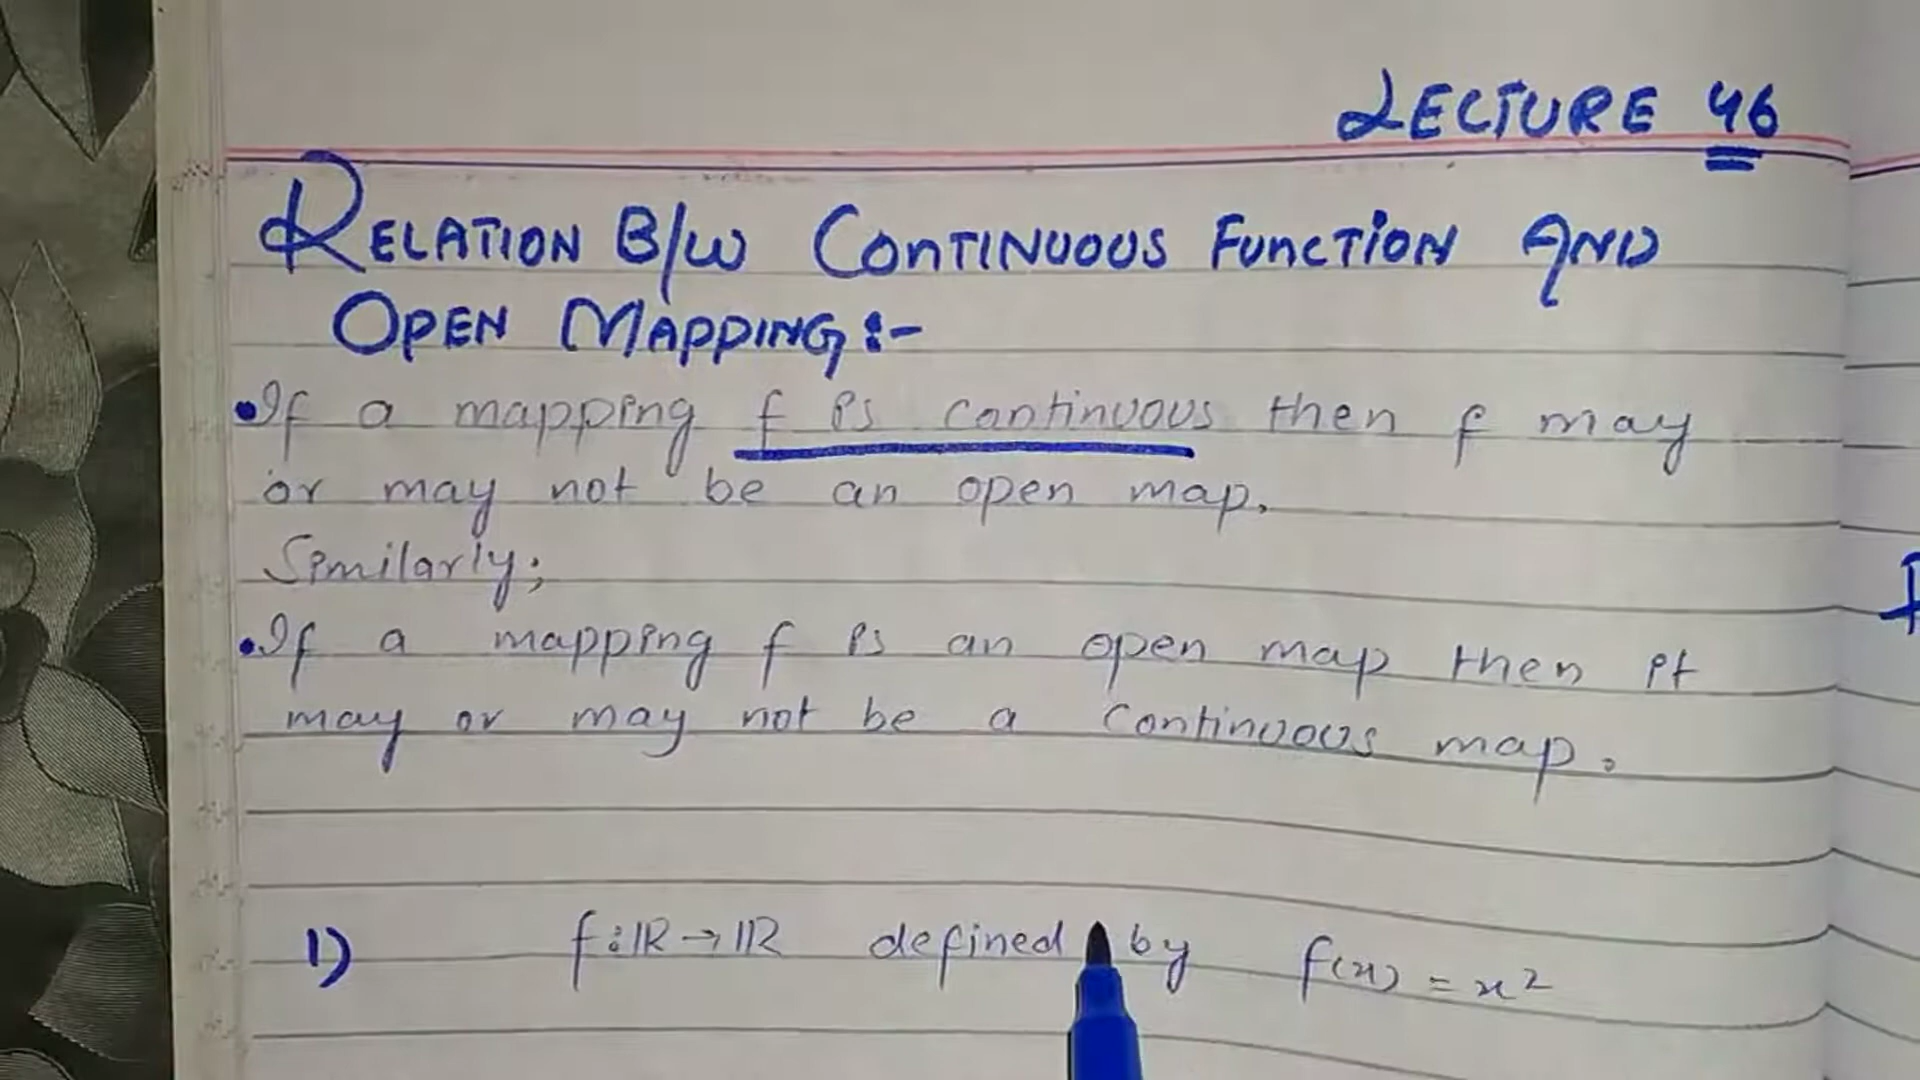 LECTURE 46
RELATION B/W CONTINUOUS FUNCTION AND
OPEN MAPPING:-
•If a mapping f is continuous then f may
or may not be an open map.
Similarly;
•If a mapping f is an open map then it
may or may not be a continuous map.
1) f:ℝ→ℝ defined by f(x) = x²